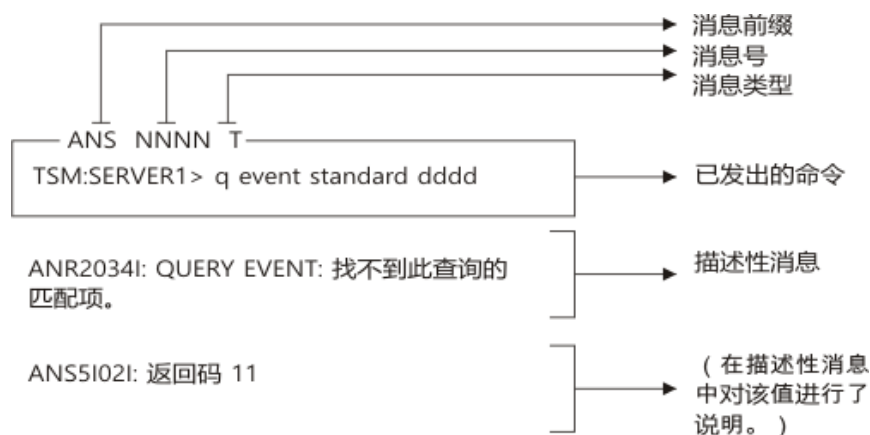 消息前缀
消息号
消息类型
ANS NNNN T
TSM:SERVER1> q event standard dddd
已发出的命令
ANR2034I: QUERY EVENT: 找不到此查询的
匹配项。
描述性消息
ANS5I02I: 返回码 11
(在描述性消息
中对该值进行了
说明。)